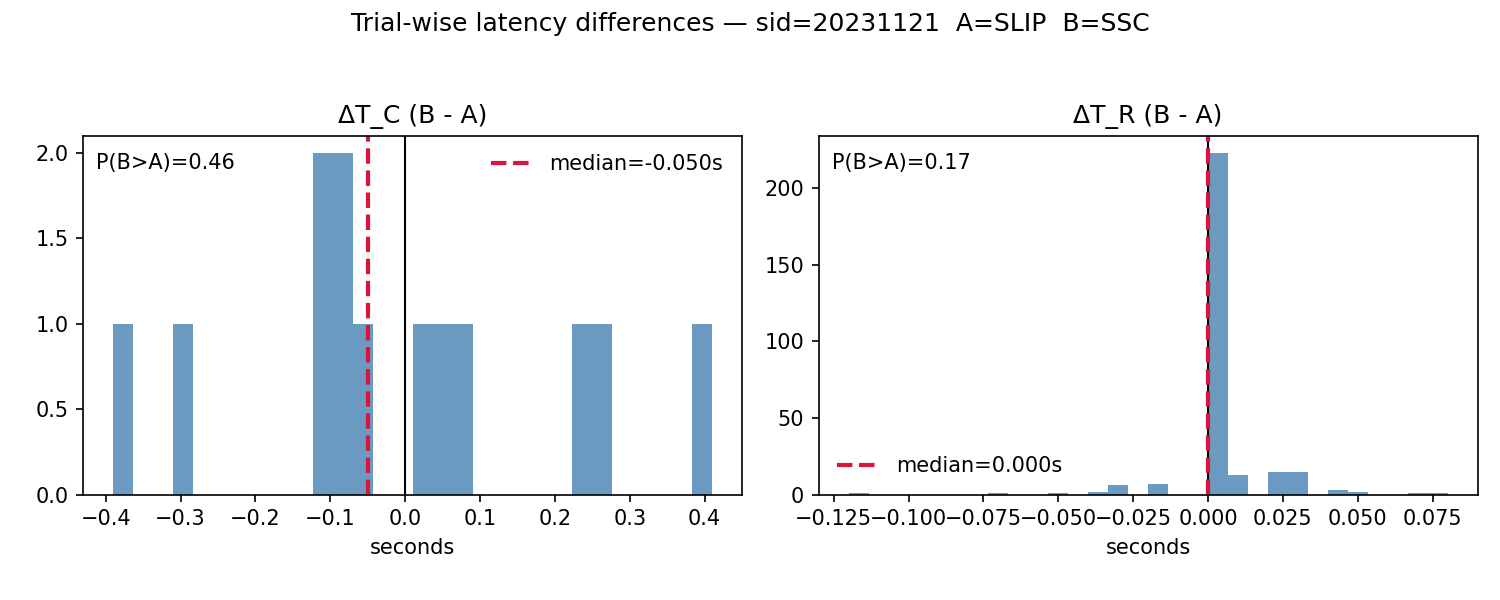 Trial-wise latency differences — sid=20231121  A=SLIP  B=SSC
ΔT_C (B - A)
P(B>A)=0.46
median=-0.050s
2.0
1.5
1.0
0.5
0.0
−0.4 −0.3 −0.2 −0.1 0.0 0.1 0.2 0.3 0.4
seconds
ΔT_R (B - A)
P(B>A)=0.17
median=0.000s
200
150
100
50
0
−0.125 −0.100 −0.075 −0.050 −0.025 0.000 0.025 0.050 0.075
seconds